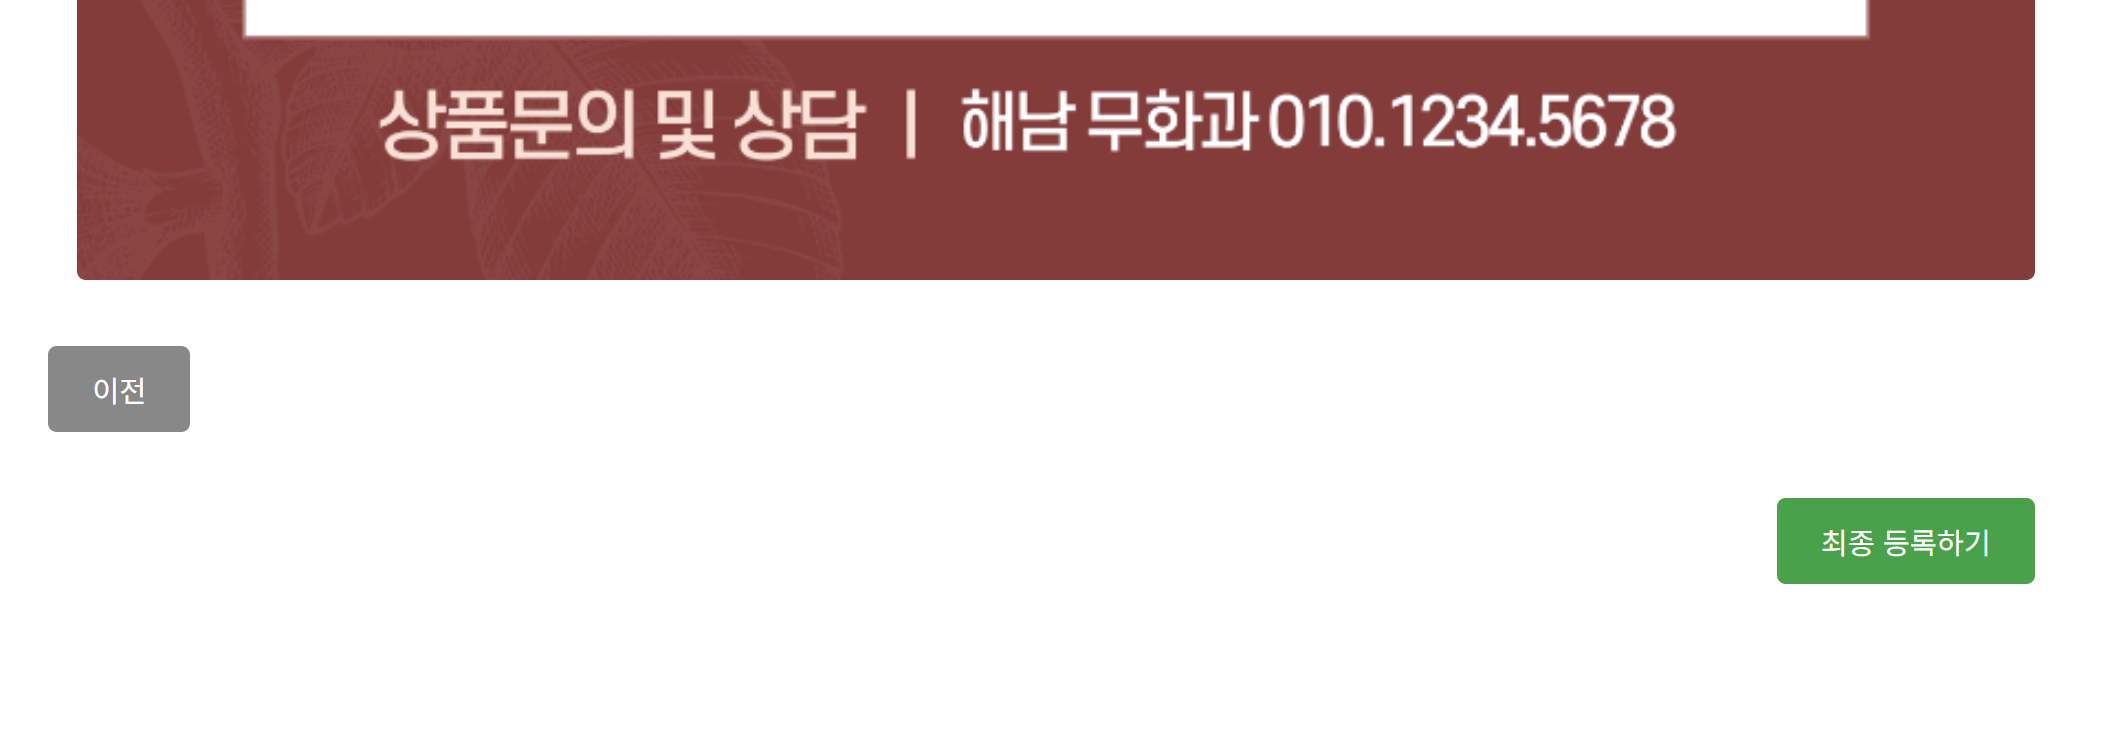 상품문의 및 상담 | 해남 무화과 010.1234.5678
이전
최종 등록하기